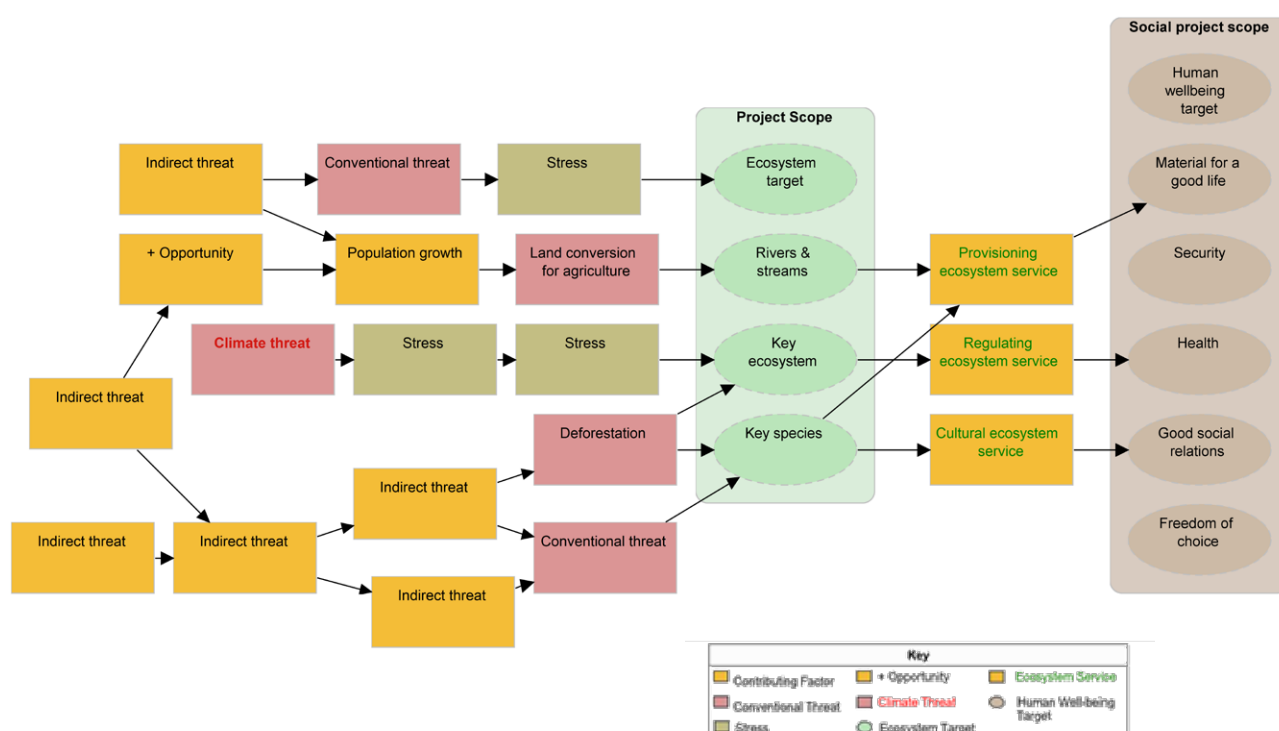 Social project scope
Human
wellbeing
target
Project Scope
Indirect threat
Conventional threat
Stress
Ecosystem
target
Material for a
good life
+ Opportunity
Population growth
Land conversion
for agriculture
Rivers &
streams
Provisioning
ecosystem service
Security
Climate threat
Stress
Stress
Key
ecosystem
Regulating
ecosystem service
Health
Indirect threat
Deforestation
Key species
Cultural ecosystem
service
Good social
relations
Indirect threat
Indirect threat
Indirect threat
Conventional threat
Freedom of
choice
Indirect threat
Key
Contributing Factor
+ Opportunity
Ecosystem Service
Conventional Threat
Climate Threat
Human Well-being
Target
Stress
Ecosystem Target